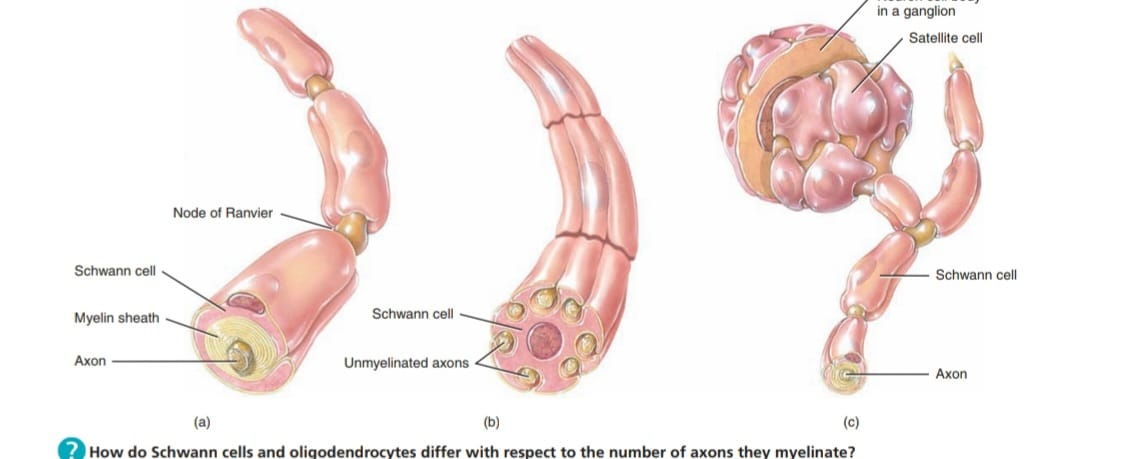 in a ganglion
Satellite cell
Node of Ranvier
Schwann cell
Myelin sheath
Axon
Schwann cell
Unmyelinated axons
Schwann cell
Axon
(a)
(b)
(c)
? How do Schwann cells and oligodendrocytes differ with respect to the number of axons they myelinate?